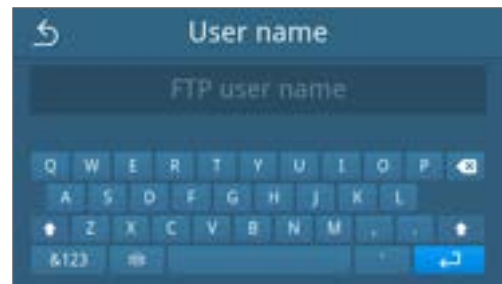 User name
FTP user name
Q W E R T Y U I O P
A S D F G H J K L
Z X C V B N M , .
&123 '